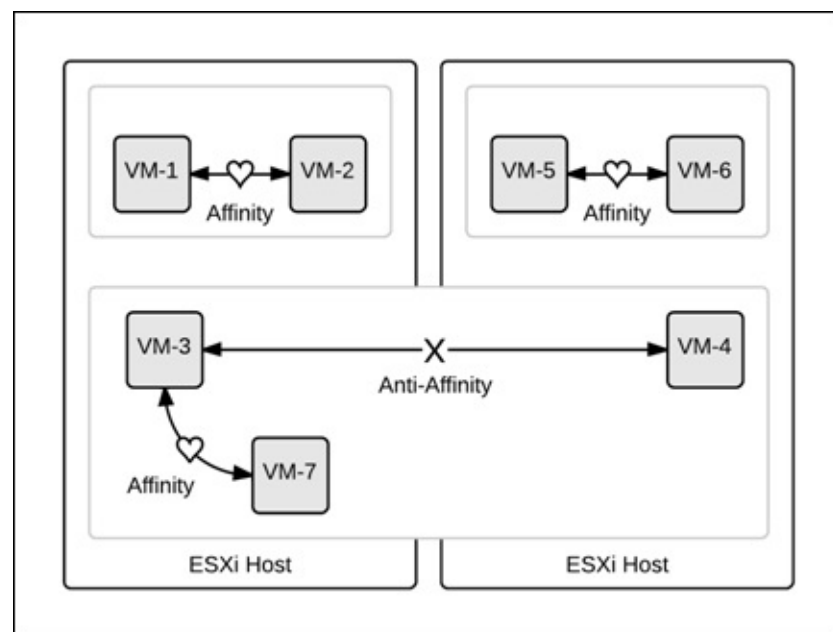 VM-1
VM-2
Affinity
VM-5
VM-6
Affinity
VM-3
X
VM-4
Anti-Affinity
Affinity
VM-7
ESXi Host
ESXi Host